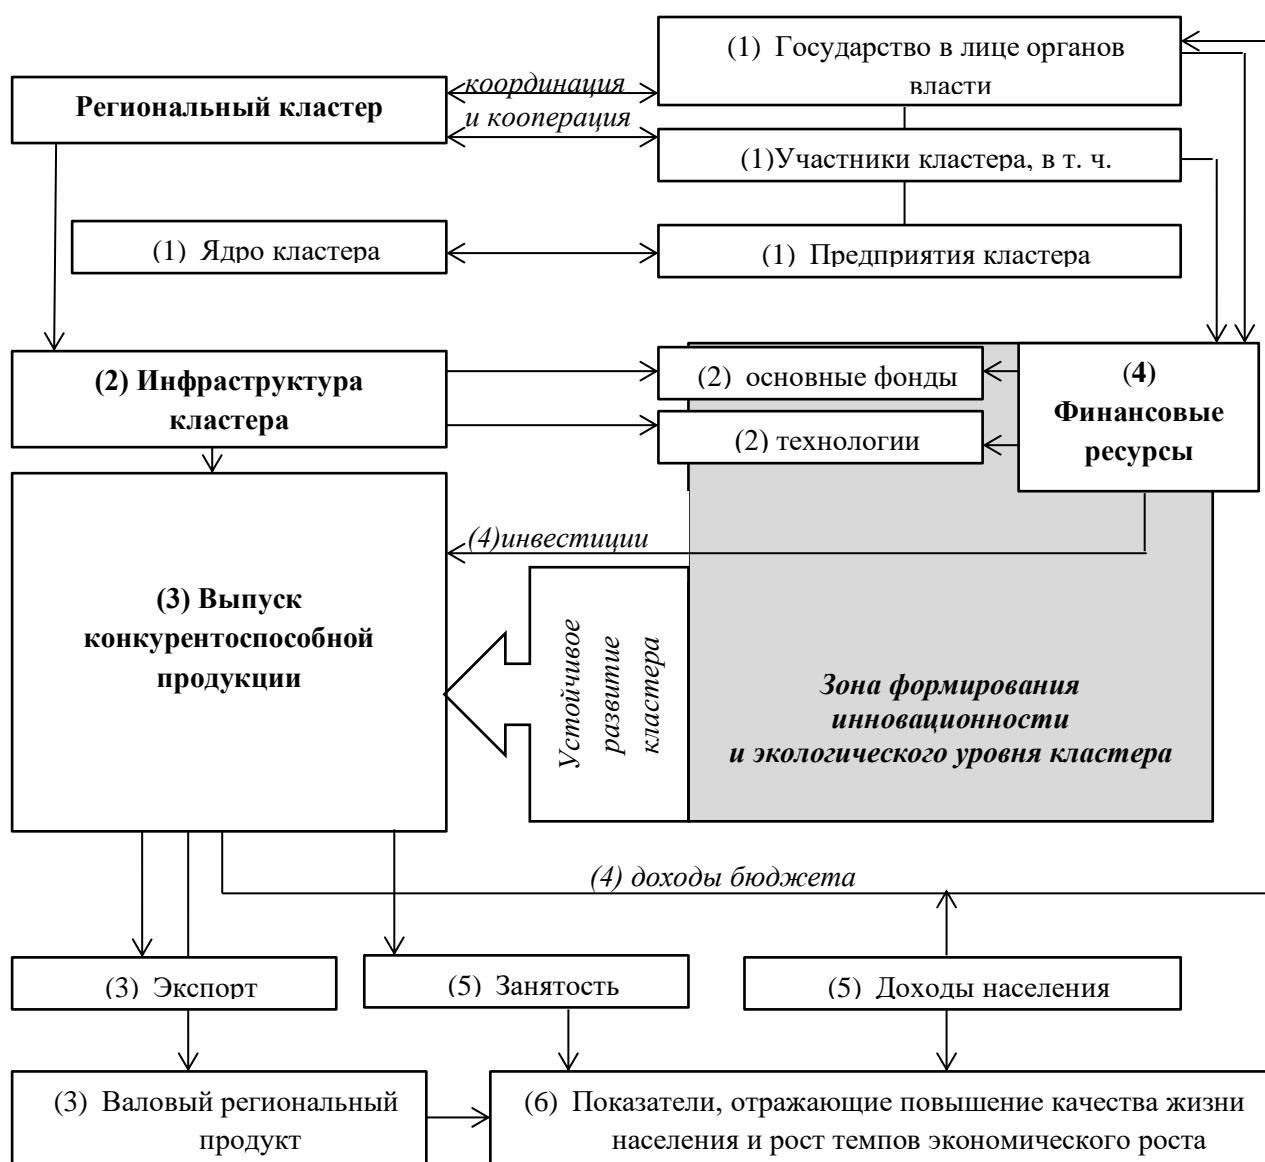 (1) Государство в лице органов
власти
координация
Региональный кластер
и кооперация
(1)Участники кластера, в т. ч.
(1) Ядро кластера
(1) Предприятия кластера
(2) Инфраструктура
кластера
(2) основные фонды
(2) технологии
(4)
Финансовые
ресурсы
(4)инвестиции
(3) Выпуск
конкурентоспособной
продукции
Устойчивое
развитие
кластера
Зона формирования
инновационности
и экологического уровня кластера
(4) доходы бюджета
(3) Экспорт
(5) Занятость
(5) Доходы населения
(3) Валовый региональный
продукт
(6) Показатели, отражающие повышение качества жизни
населения и рост темпов экономического роста